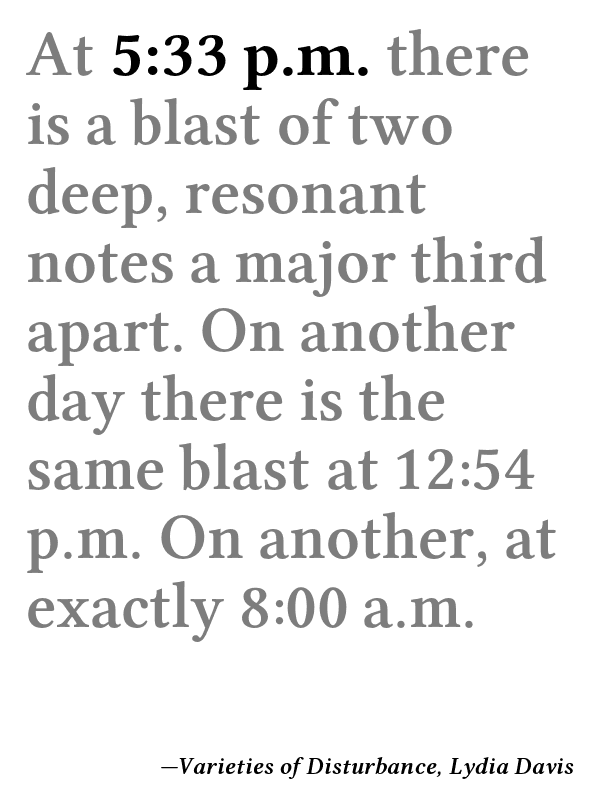 At 5:33 p.m. there
is a blast of two
deep, resonant
notes a major third
apart. On another
day there is the
same blast at 12:54
p.m. On another, at
exactly 8:00 a.m.
—Varieties of Disturbance, Lydia Davis